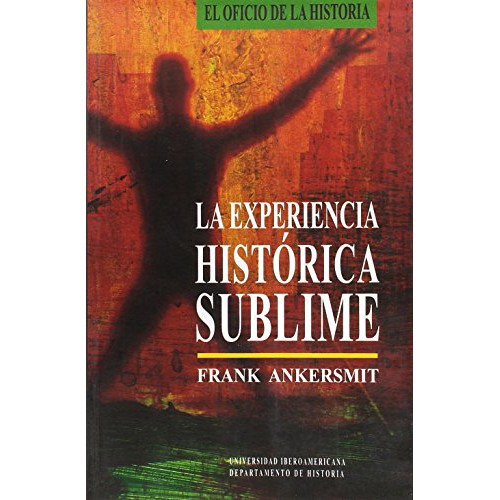 EL OFICIO DE LA HISTORIA
LA EXPERIENCIA
HISTÓRICA
SUBLIME
FRANK ANKERSMIT
UNIVERSIDAD IBEROAMERICANA
DEPARTAMENTO DE HISTORIA